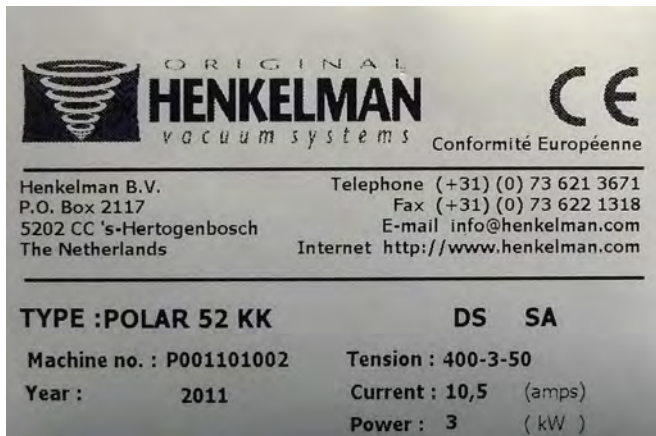 ORIGINAL
HENKELMAN
vacuum systems
CE
Conformité Européenne
Henkelman B.V.
P.O. Box 2117
5202 CC 's-Hertogenbosch
The Netherlands
Telephone (+31) (0) 73 621 3671
Fax (+31) (0) 73 622 1318
E-mail info@henkelman.com
Internet http://www.henkelman.com
TYPE :POLAR 52 KK DS SA
Machine no. : P001101002 Tension : 400-3-50
Year : 2011 Current : 10,5 (amps)
Power : 3 (kW)